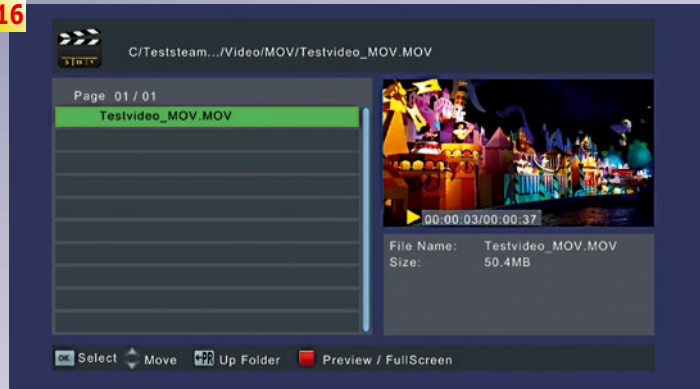 16
C/Teststeam.../Video/MOV/Testvideo_MOV.MOV
Page 01/01
Testvideo_MOV.MOV
00:00:03/00:00:37
File Name: Testvideo_MOV.MOV
Size: 50.4MB
OK Select Move PR Up Folder Preview / FullScreen